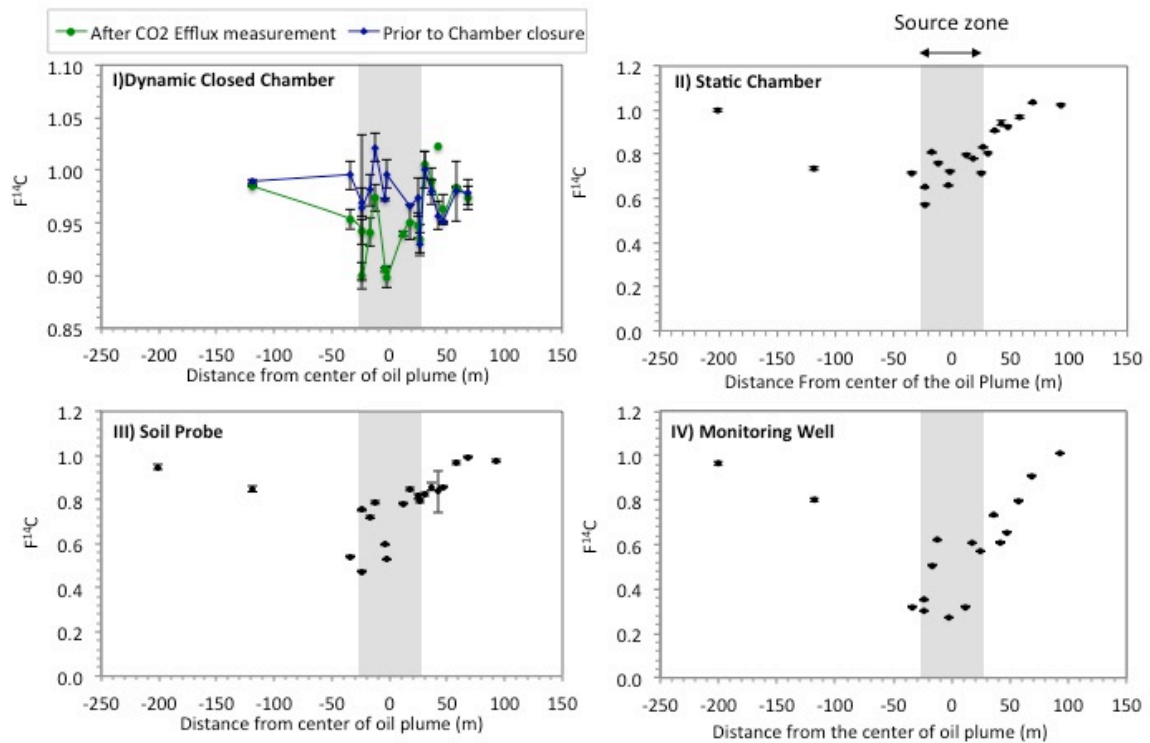 After CO2 Efflux measurement Prior to Chamber closure
Source zone
I)Dynamic Closed Chamber
1.10
1.05
1.00
0.95
0.90
0.85
F14C
-250 -200 -150 -100 -50 0 50 100 150
Distance from center of oil plume (m)
II) Static Chamber
1.2
1.0
0.8
0.6
0.4
0.2
0.0
F14C
-250 -200 -150 -100 -50 0 50 100 150
Distance From center of the oil Plume (m)
III) Soil Probe
1.2
1.0
0.8
0.6
0.4
0.2
0.0
F14C
-250 -200 -150 -100 -50 0 50 100 150
Distance from center of oil plume (m)
IV) Monitoring Well
1.2
1.0
0.8
0.6
0.4
0.2
0.0
F14C
-250 -200 -150 -100 -50 0 50 100 150
Distance from the center of oil plume (m)